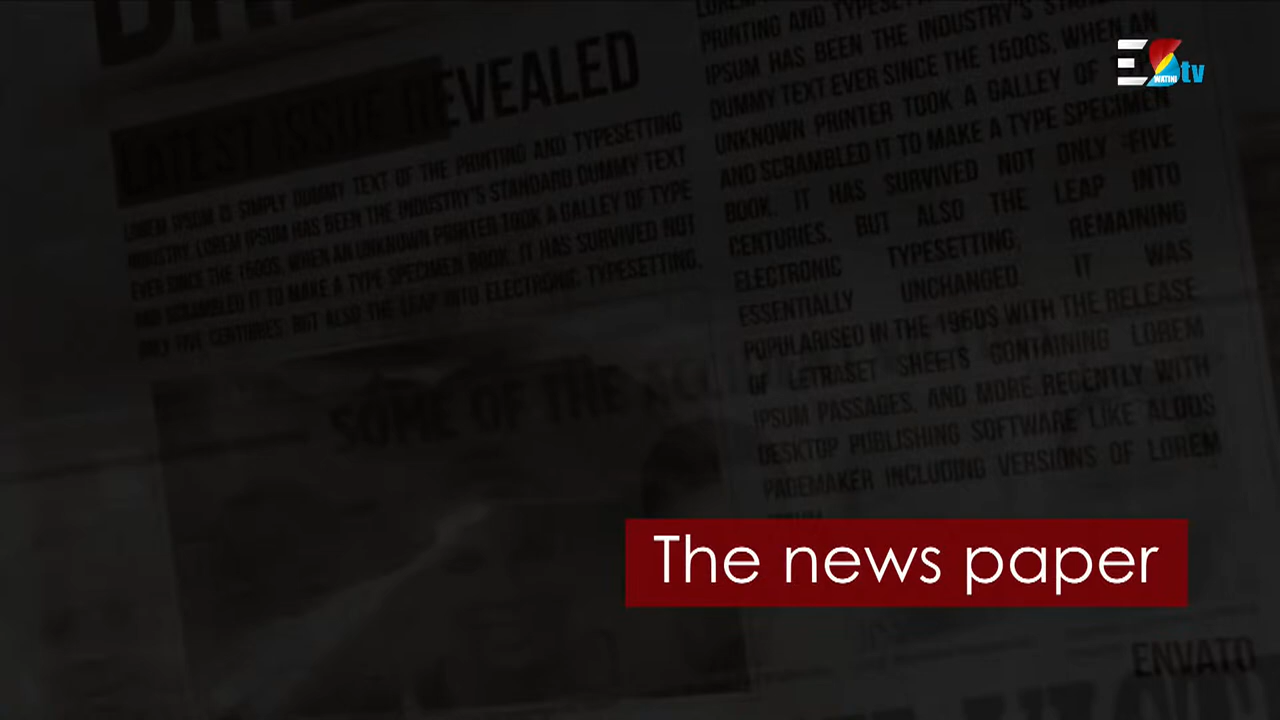 LATEST ISSUE REVEALED
LOREM IPSUM IS SIMPLY DUMMY TEXT OF THE PRINTING AND TYPESETTING
INDUSTRY. LOREM IPSUM HAS BEEN THE INDUSTRY'S STANDARD DUMMY TEXT
EVER SINCE THE 1500S, WHEN AN UNKNOWN PRINTER TOOK A GALLEY OF TYPE
AND SCRAMBLED IT TO MAKE A TYPE SPECIMEN BOOK. IT HAS SURVIVED NOT
ONLY FIVE CENTURIES, BUT ALSO THE LEAP INTO ELECTRONIC TYPESETTING,
SOME OF THE
PRINTING AND
IPSUM HAS BEEN THE INDUSTRY'S
DUMMY TEXT EVER SINCE THE 1500S, WHEN AN
UNKNOWN PRINTER TOOK A GALLEY OF
AND SCRAMBLED IT TO MAKE A TYPE SPECIMEN
BOOK. IT HAS SURVIVED NOT ONLY FIVE
CENTURIES, BUT ALSO THE LEAP INTO
ELECTRONIC TYPESETTING, REMAINING
ESSENTIALLY UNCHANGED. IT WAS
POPULARISED IN THE 1960S WITH THE RELEASE
OF LETRASET SHEETS CONTAINING LOREM
IPSUM PASSAGES, AND MORE RECENTLY WITH
DESKTOP PUBLISHING SOFTWARE LIKE ALDUS
PAGEMAKER INCLUDING VERSIONS OF LOREM
ES WATINI tv
The news paper
ENVATO